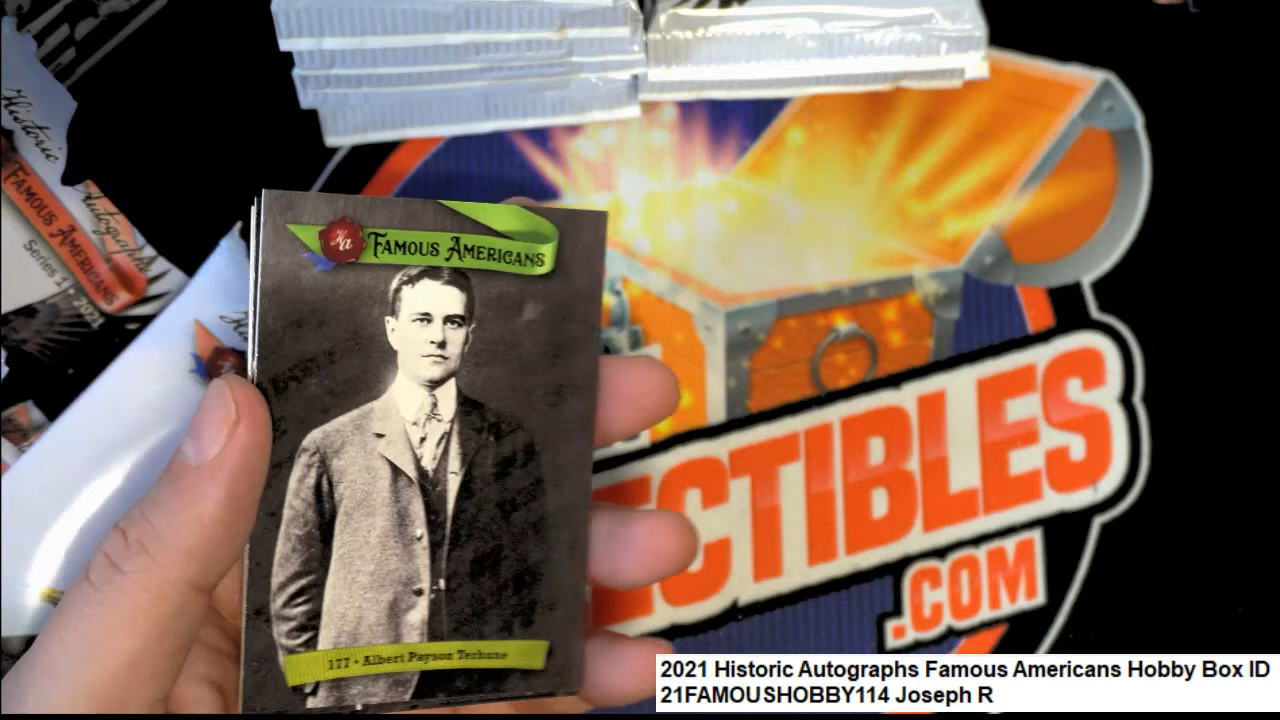 Historic
Autographs
FAMOUS AMERICANS
Series 1 2021
Ha
FAMOUS AMERICANS
177 • Albert Payson Terhune
ECTIBLES
.COM
2021 Historic Autographs Famous Americans Hobby Box ID
21FAMOUSHOBBY114 Joseph R